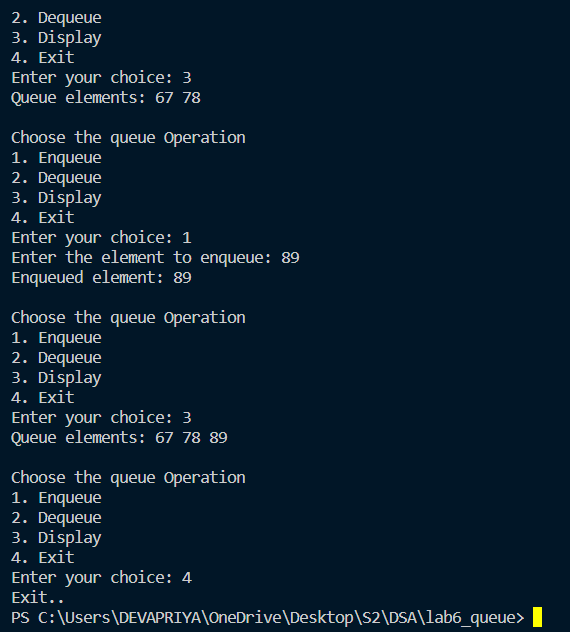 2. Dequeue
3. Display
4. Exit
Enter your choice: 3
Queue elements: 67 78
Choose the queue Operation
1. Enqueue
2. Dequeue
3. Display
4. Exit
Enter your choice: 1
Enter the element to enqueue: 89
Enqueued element: 89
Choose the queue Operation
1. Enqueue
2. Dequeue
3. Display
4. Exit
Enter your choice: 3
Queue elements: 67 78 89
Choose the queue Operation
1. Enqueue
2. Dequeue
3. Display
4. Exit
Enter your choice: 4
Exit..
PS C:\Users\DEVAPRIYA\OneDrive\Desktop\S2\DSA\lab6_queue>